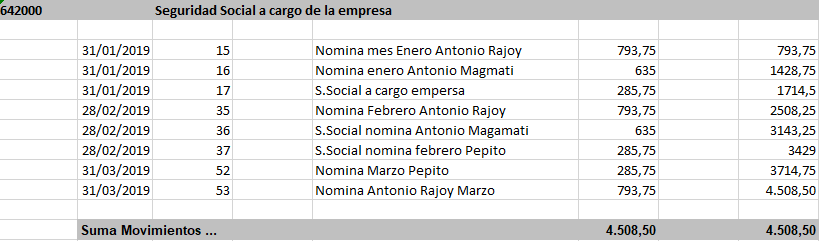 642000 Seguridad Social a cargo de la empresa
31/01/2019 15 Nomina mes Enero Antonio Rajoy 793,75 793,75
31/01/2019 16 Nomina enero Antonio Magmati 635 1428,75
31/01/2019 17 S.Social a cargo empersa 285,75 1714,5
28/02/2019 35 Nomina Febrero Antonio Rajoy 793,75 2508,25
28/02/2019 36 S.Social nomina Antonio Magamati 635 3143,25
28/02/2019 37 S.Social nomina febrero Pepito 285,75 3429
31/03/2019 52 Nomina Marzo Pepito 285,75 3714,75
31/03/2019 53 Nomina Antonio Rajoy Marzo 793,75 4.508,50
Suma Movimientos ... 4.508,50 4.508,50